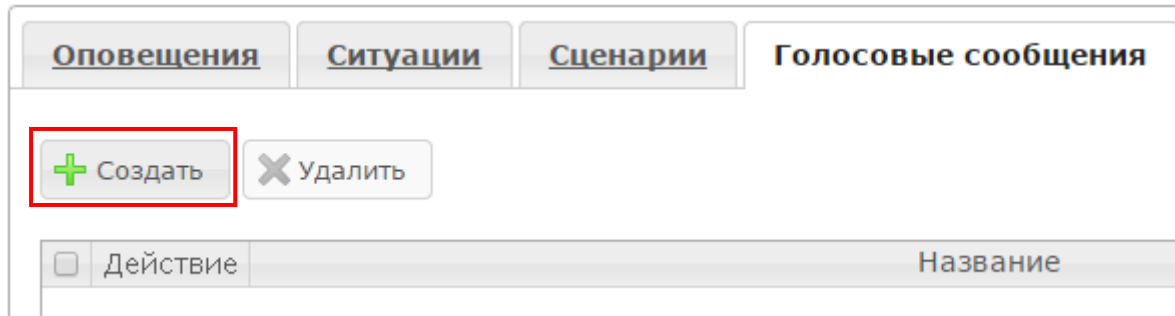 Оповещения Ситуации Сценарии Голосовые сообщения
Создать Удалить
Действие Название